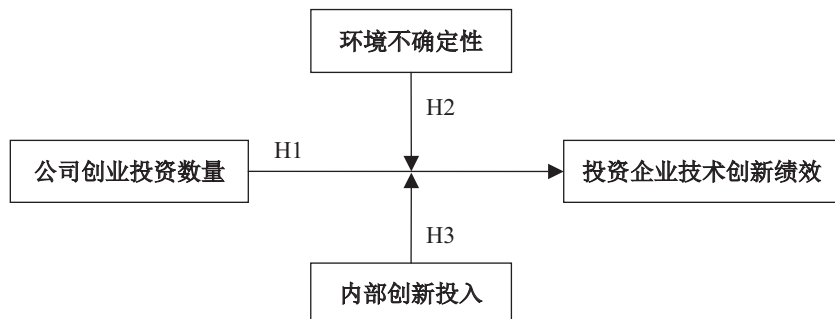 环境不确定性
H2
H1
公司创业投资数量
投资企业技术创新绩效
H3
内部创新投入